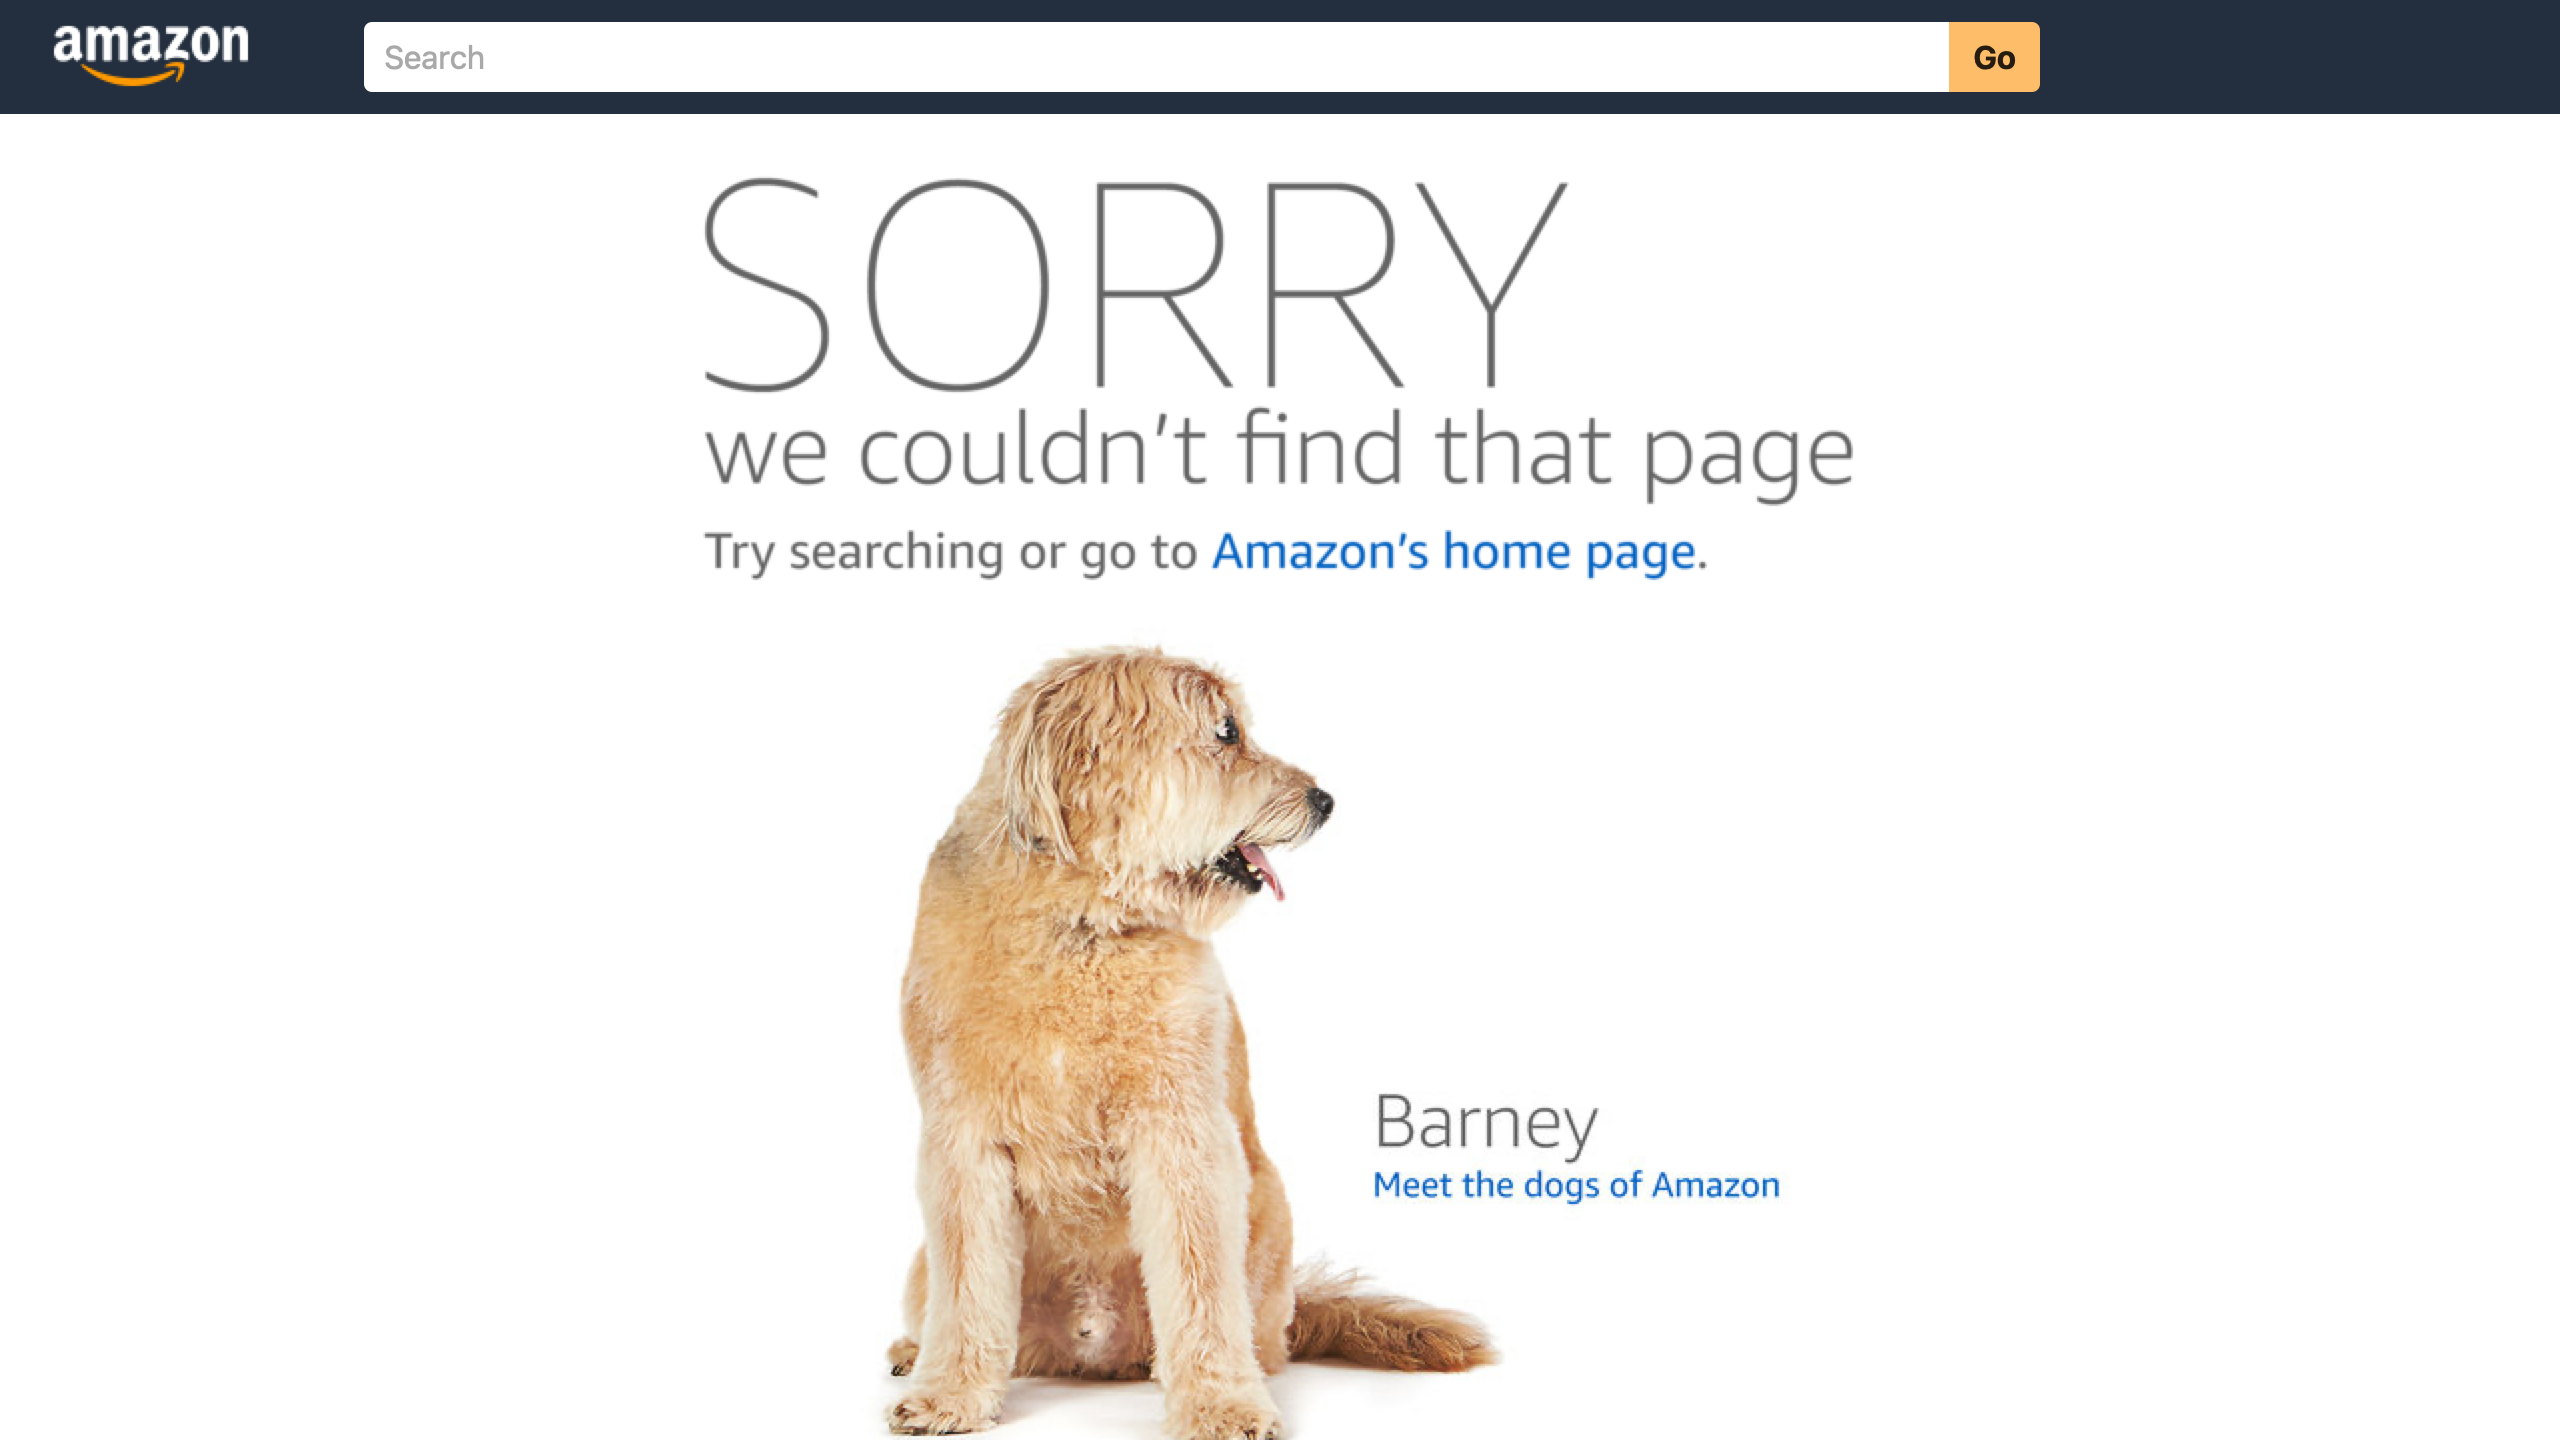 amazon
Search
Go
SORRY
we couldn't find that page
Try searching or go to Amazon's home page.
Barney
Meet the dogs of Amazon